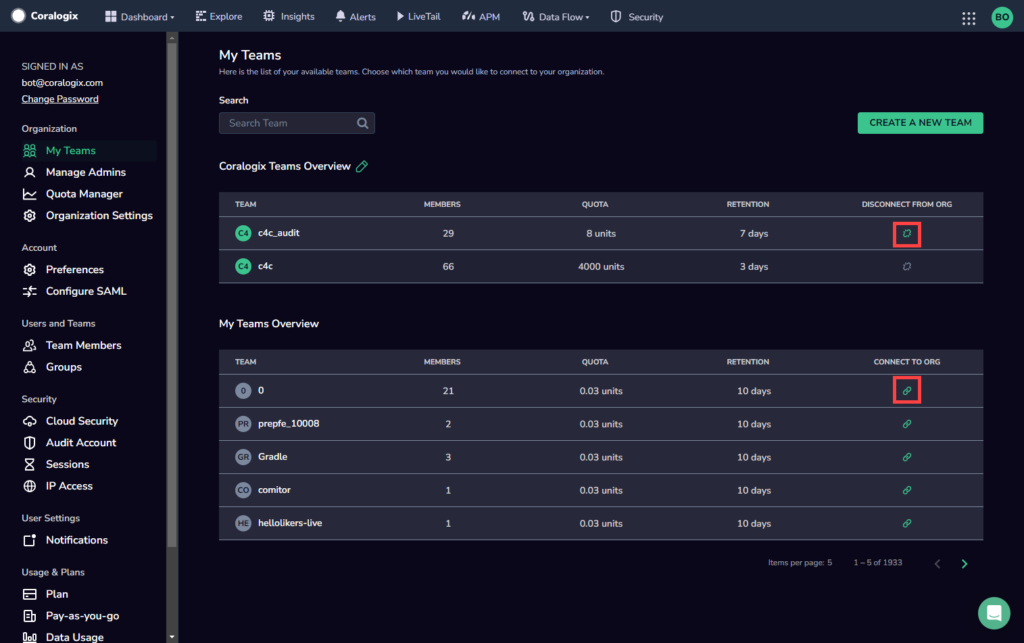 Coralogix Dashboard Explore Insights Alerts LiveTail APM Data Flow Security BO
SIGNED IN AS
bot@coralogix.com
Change Password
Organization
My Teams
Manage Admins
Quota Manager
Organization Settings
Account
Preferences
Configure SAML
Users and Teams
Team Members
Groups
Security
Cloud Security
Audit Account
Sessions
IP Access
User Settings
Notifications
Usage & Plans
Plan
Pay-as-you-go
Data Usage
My Teams
Here is the list of your available teams. Choose which team you would like to connect to your organization.
Search
Search Team
CREATE A NEW TEAM
Coralogix Teams Overview
TEAM MEMBERS QUOTA RETENTION DISCONNECT FROM ORG
C4 c4c_audit 29 8 units 7 days
C4 c4c 66 4000 units 3 days
My Teams Overview
TEAM MEMBERS QUOTA RETENTION CONNECT TO ORG
0 0 21 0.03 units 10 days
PR prepfe_10008 2 0.03 units 10 days
GR Gradle 3 0.03 units 10 days
CO comitor 1 0.03 units 10 days
HE hellolikers-live 1 0.03 units 10 days
Items per page: 5 1 – 5 of 1933